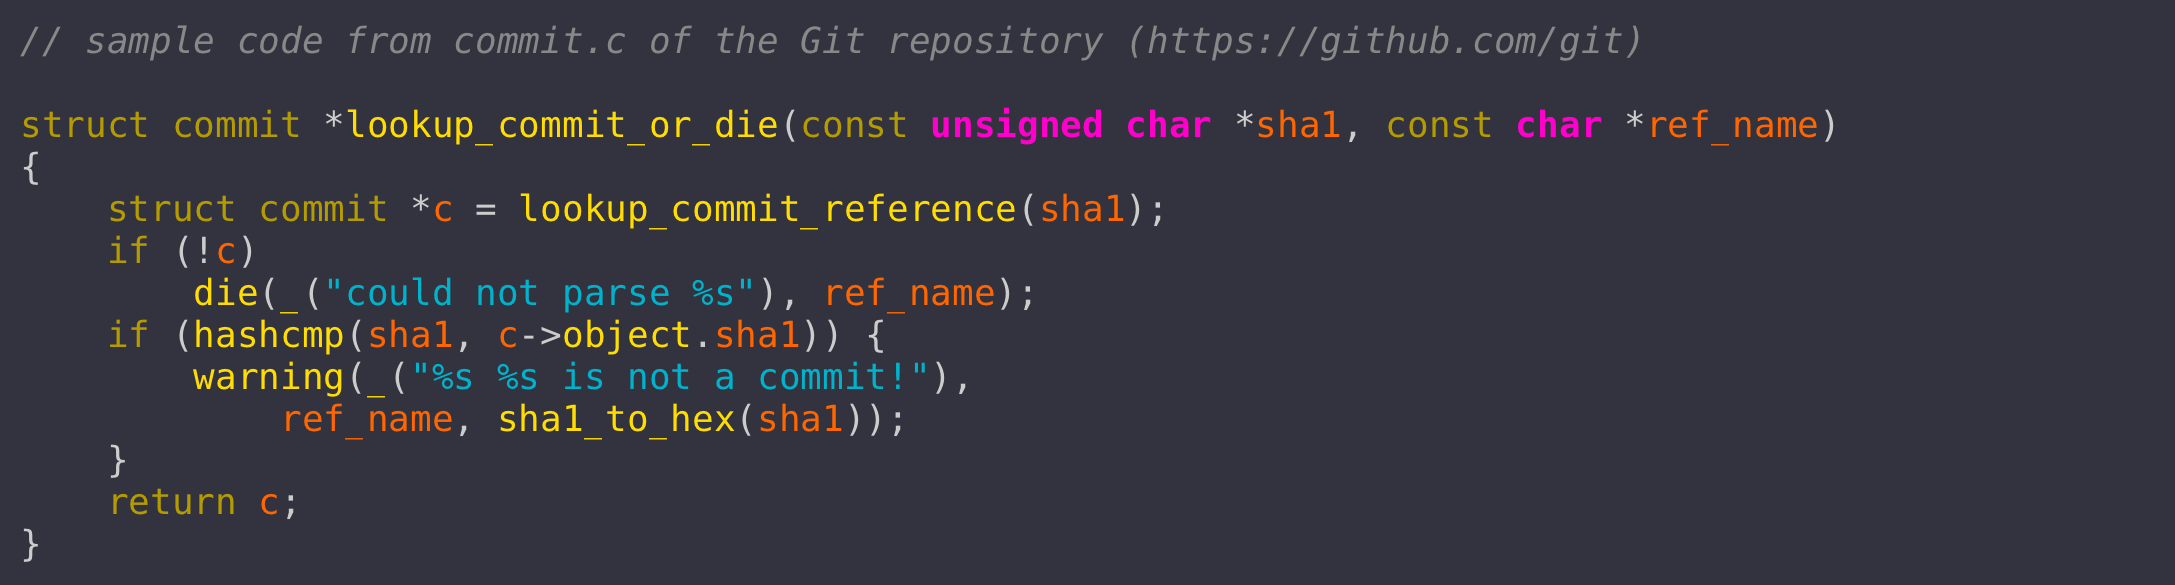 // sample code from commit.c of the Git repository (https://github.com/git)

struct commit *lookup_commit_or_die(const unsigned char *sha1, const char *ref_name)
{
    struct commit *c = lookup_commit_reference(sha1);
    if (!c)
        die(_("could not parse %s"), ref_name);
    if (hashcmp(sha1, c->object.sha1)) {
        warning(_("%s %s is not a commit!"),
            ref_name, sha1_to_hex(sha1));
    }
    return c;
}